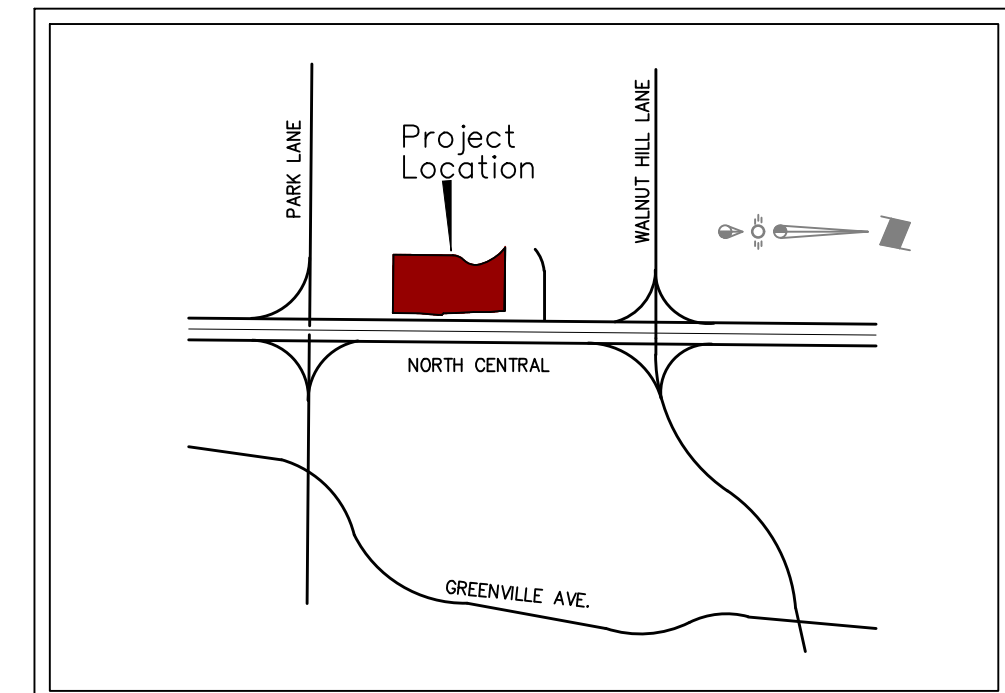 PARK LANE
Project
Location
WALNUT HILL LANE
NORTH CENTRAL
GREENVILLE AVE.